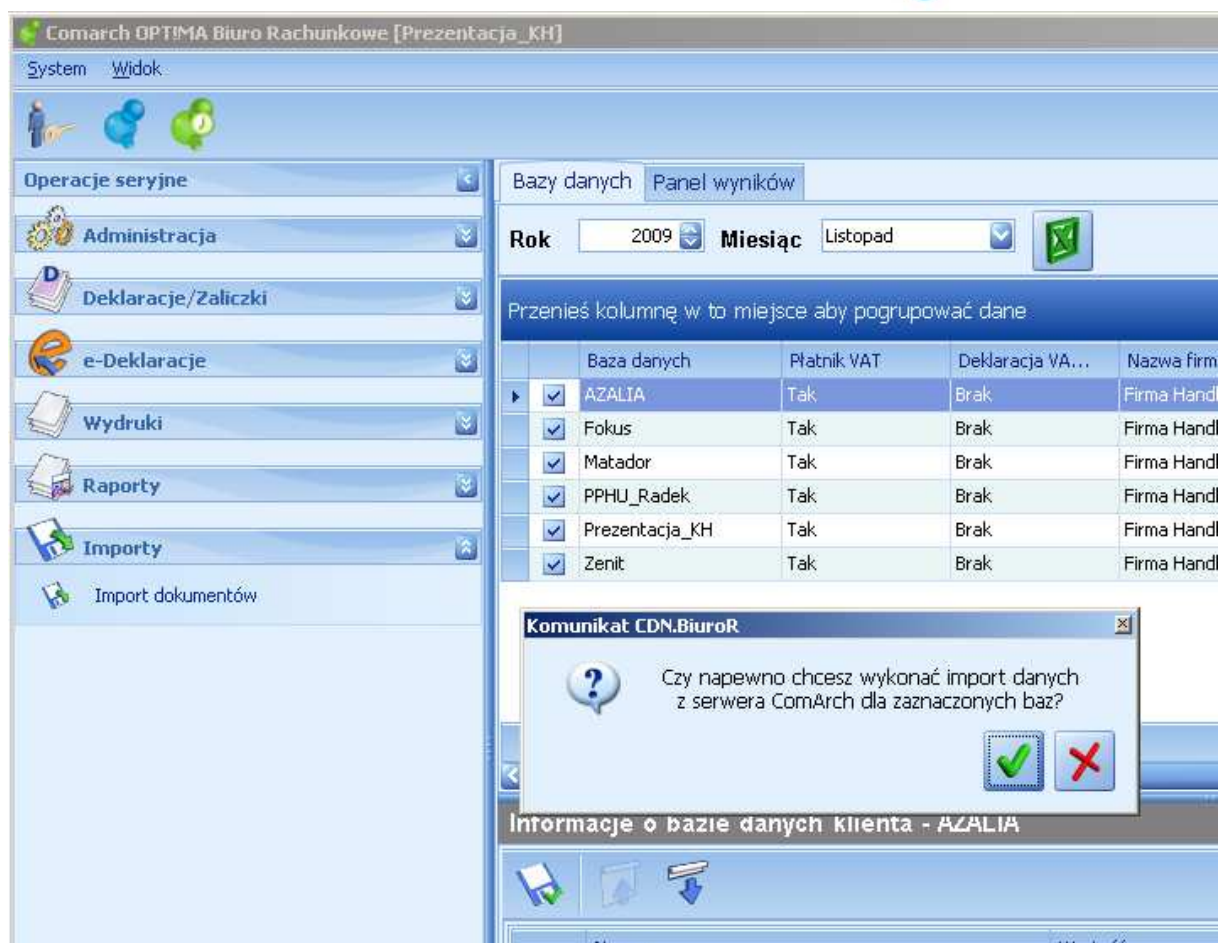 Comarch OPT!MA Biuro Rachunkowe [Prezentacja_KH]
System Widok
Operacje seryjne
Administracja
Deklaracje/Zaliczki
e-Deklaracje
Wydruki
Raporty
Importy
Import dokumentów
Bazy danych Panel wyników
Rok 2009 Miesiąc Listopad
Przenieś kolumnę w to miejsce aby pogrupować dane
Baza danych Płatnik VAT Deklaracja VA... Nazwa firm
AZALIA Tak Brak Firma Handl
Fokus Tak Brak Firma Handl
Matador Tak Brak Firma Handl
PPHU_Radek Tak Brak Firma Handl
Prezentacja_KH Tak Brak Firma Handl
Zenit Tak Brak Firma Handl
Komunikat CDN.BiuroR
Czy napewno chcesz wykonać import danych
z serwera ComArch dla zaznaczonych baz?
Informacje o bazie danych klienta - AZALIA